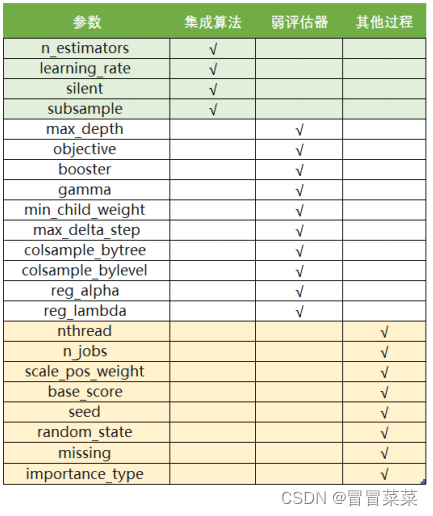 参数 集成算法 弱评估器 其他过程
n_estimators √
learning_rate √
silent √
subsample √
max_depth √
objective √
booster √
gamma √
min_child_weight √
max_delta_step √
colsample_bytree √
colsample_bylevel √
reg_alpha √
reg_lambda √
nthread √
n_jobs √
scale_pos_weight √
base_score √
seed √
random_state √
missing √
importance_type √
CSDN @冒冒菜菜